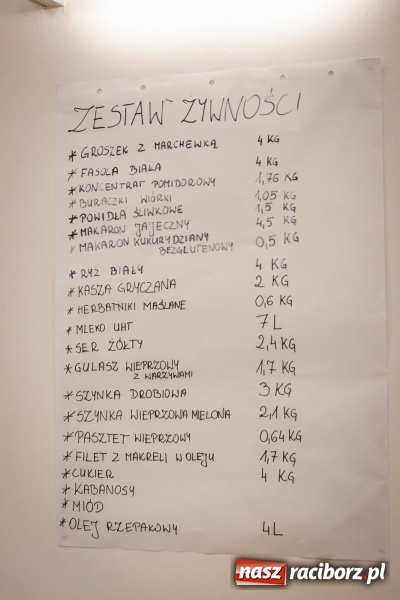 ZESTAW ŻYWNOŚCI
* GROSZEK Z MARCHEWKĄ 4 KG
* FASOLA BIAŁA 4 KG
* KONCENTRAT POMIDOROWY 1,76 KG
* BURACZKI WIÓRKI 1,05 KG
* POWIDŁA ŚLIWKOWE 1,5 KG
* MAKARON JAJECZNY 4,5 KG
* MAKARON KUKURYDZIANY 0,5 KG
BEZGLUTENOWY
* RYŻ BIAŁY 4 KG
* KASZA GRYCZANA 2 KG
* HERBATNIKI MAŚLANE 0,6 KG
* MLEKO UHT 7 L
* SER ŻÓŁTY 2,4 KG
* GULASZ WIEPRZOWY 1,7 KG
Z WARZYWAMI
* SZYNKA DROBIOWA 3 KG
* SZYNKA WIEPRZOWA MIELONA 2,1 KG
* PASZTET WIEPRZOWY 0,64 KG
* FILET Z MAKRELI W OLEJU 1,7 KG
* CUKIER 4 KG
* KABANOSY
* MIÓD
* OLEJ RZEPAKOWY 4 L
nasz raciborz.pl